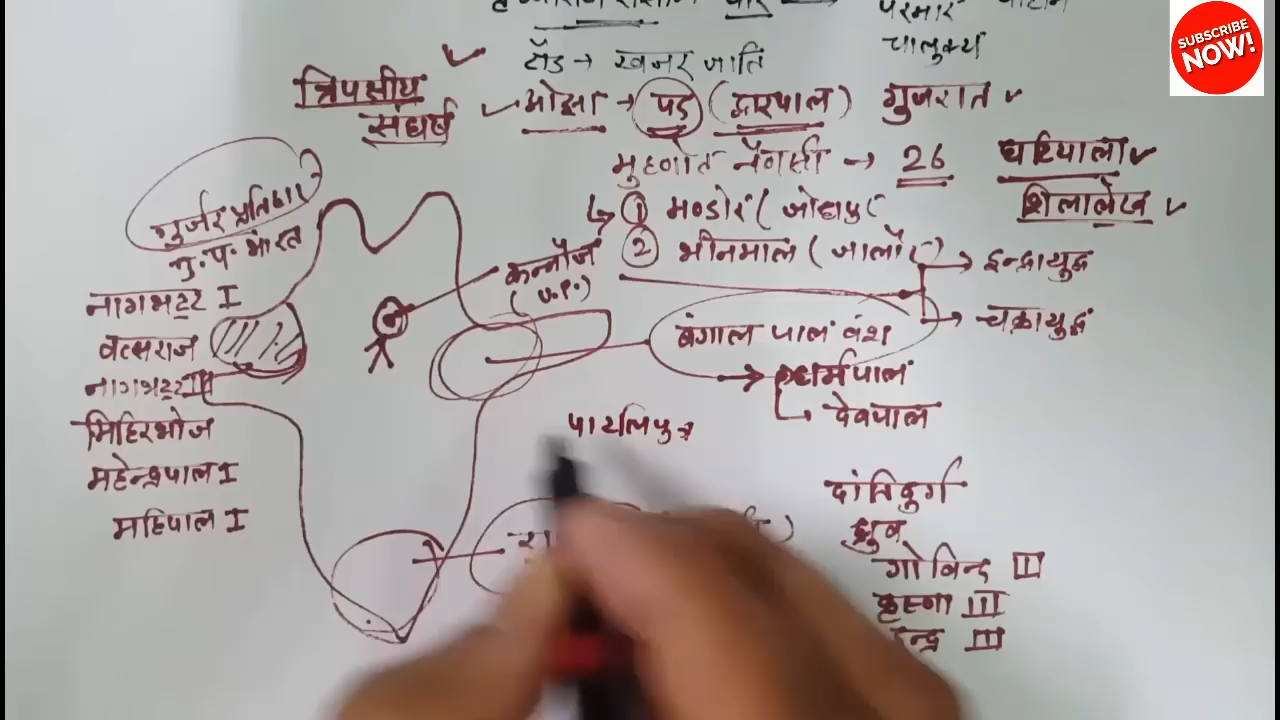 परमार
चालुक्य
टॉड → खजर जाति
SUBSCRIBE
NOW!
त्रिपक्षीय
संघर्ष
ओझा → पद (द्वारपाल) गुजरात
मुहणोत नैणसी → 26 घटियाला
शिलालेख
① मण्डोर (जोधपुर
② भीनमाल (जालौर)
गुर्जर प्रतिहार
उ.प. भारत
कन्नौज
(U.P.)
इन्द्रायुद्ध
चक्रायुद्ध
नागभट्ट I
वत्सराज
नागभट्ट II
मिहिरभोज
महेन्द्रपाल I
महिपाल I
बंगाल पाल वंश
धर्मपाल
देवपाल
पाटलिपुत्र
दांतिदुर्ग
ध्रुव
गोविन्द III
कृष्णा III
इन्द्र III